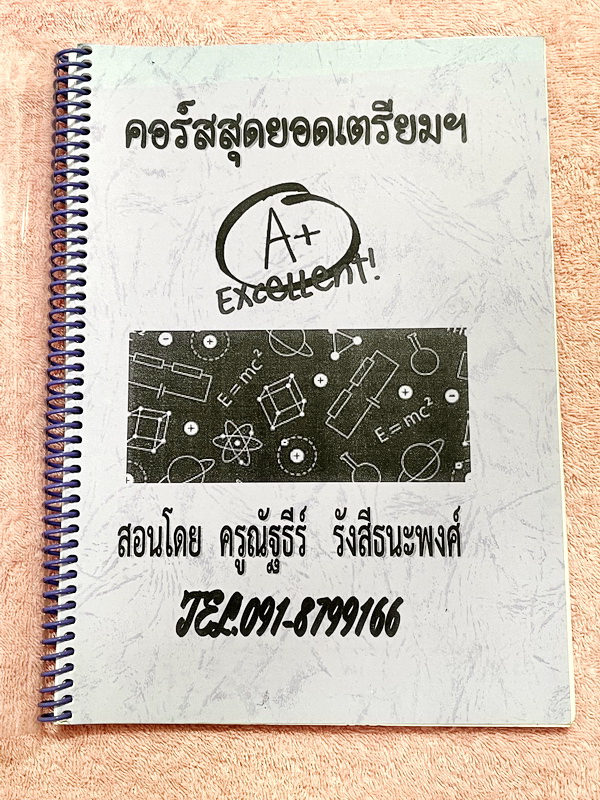 คอร์สสุดยอดเตรียมฯ
A+
Excellent!
E=mc²
E=mc²
สอนโดย ครูณัฐธีร์ รังสีธนะพงศ์
TEL.091-8799166